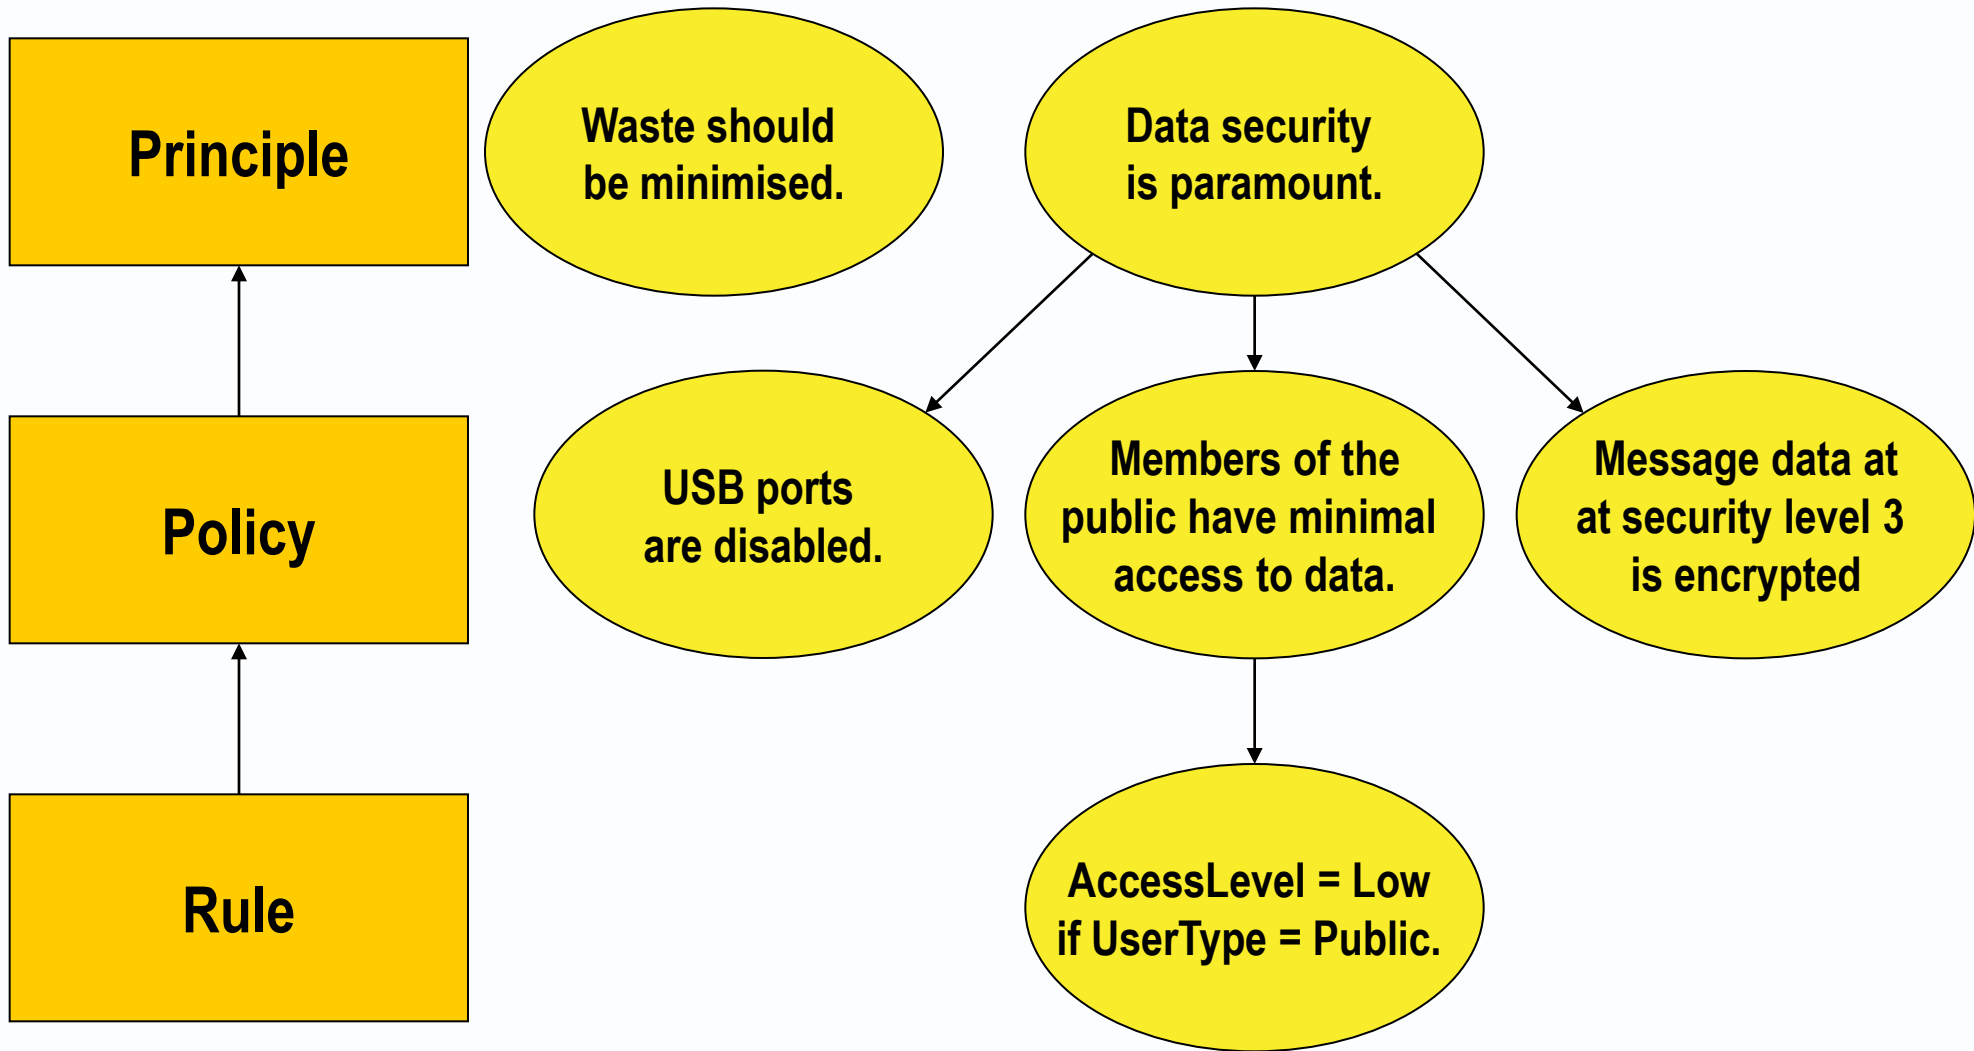 Principle
Waste should
be minimised.
Data security
is paramount.
Policy
USB ports
are disabled.
Members of the
public have minimal
access to data.
Message data at
at security level 3
is encrypted
Rule
AccessLevel = Low
if UserType = Public.